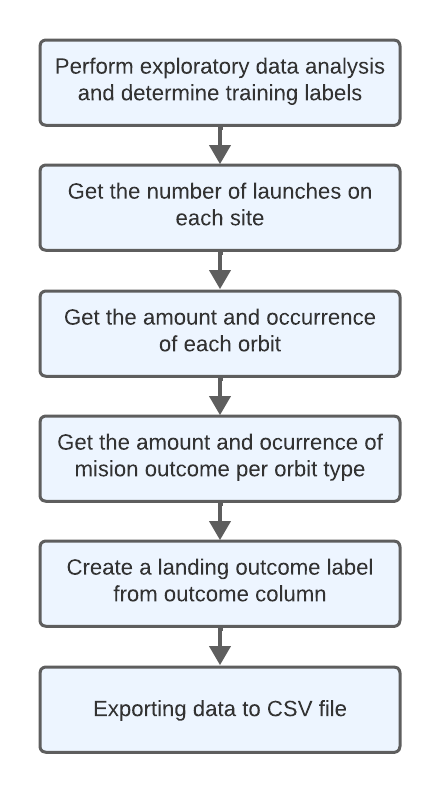 Perform exploratory data analysis
and determine training labels
Get the number of launches on
each site
Get the amount and occurrence
of each orbit
Get the amount and ocurrence of
mision outcome per orbit type
Create a landing outcome label
from outcome column
Exporting data to CSV file